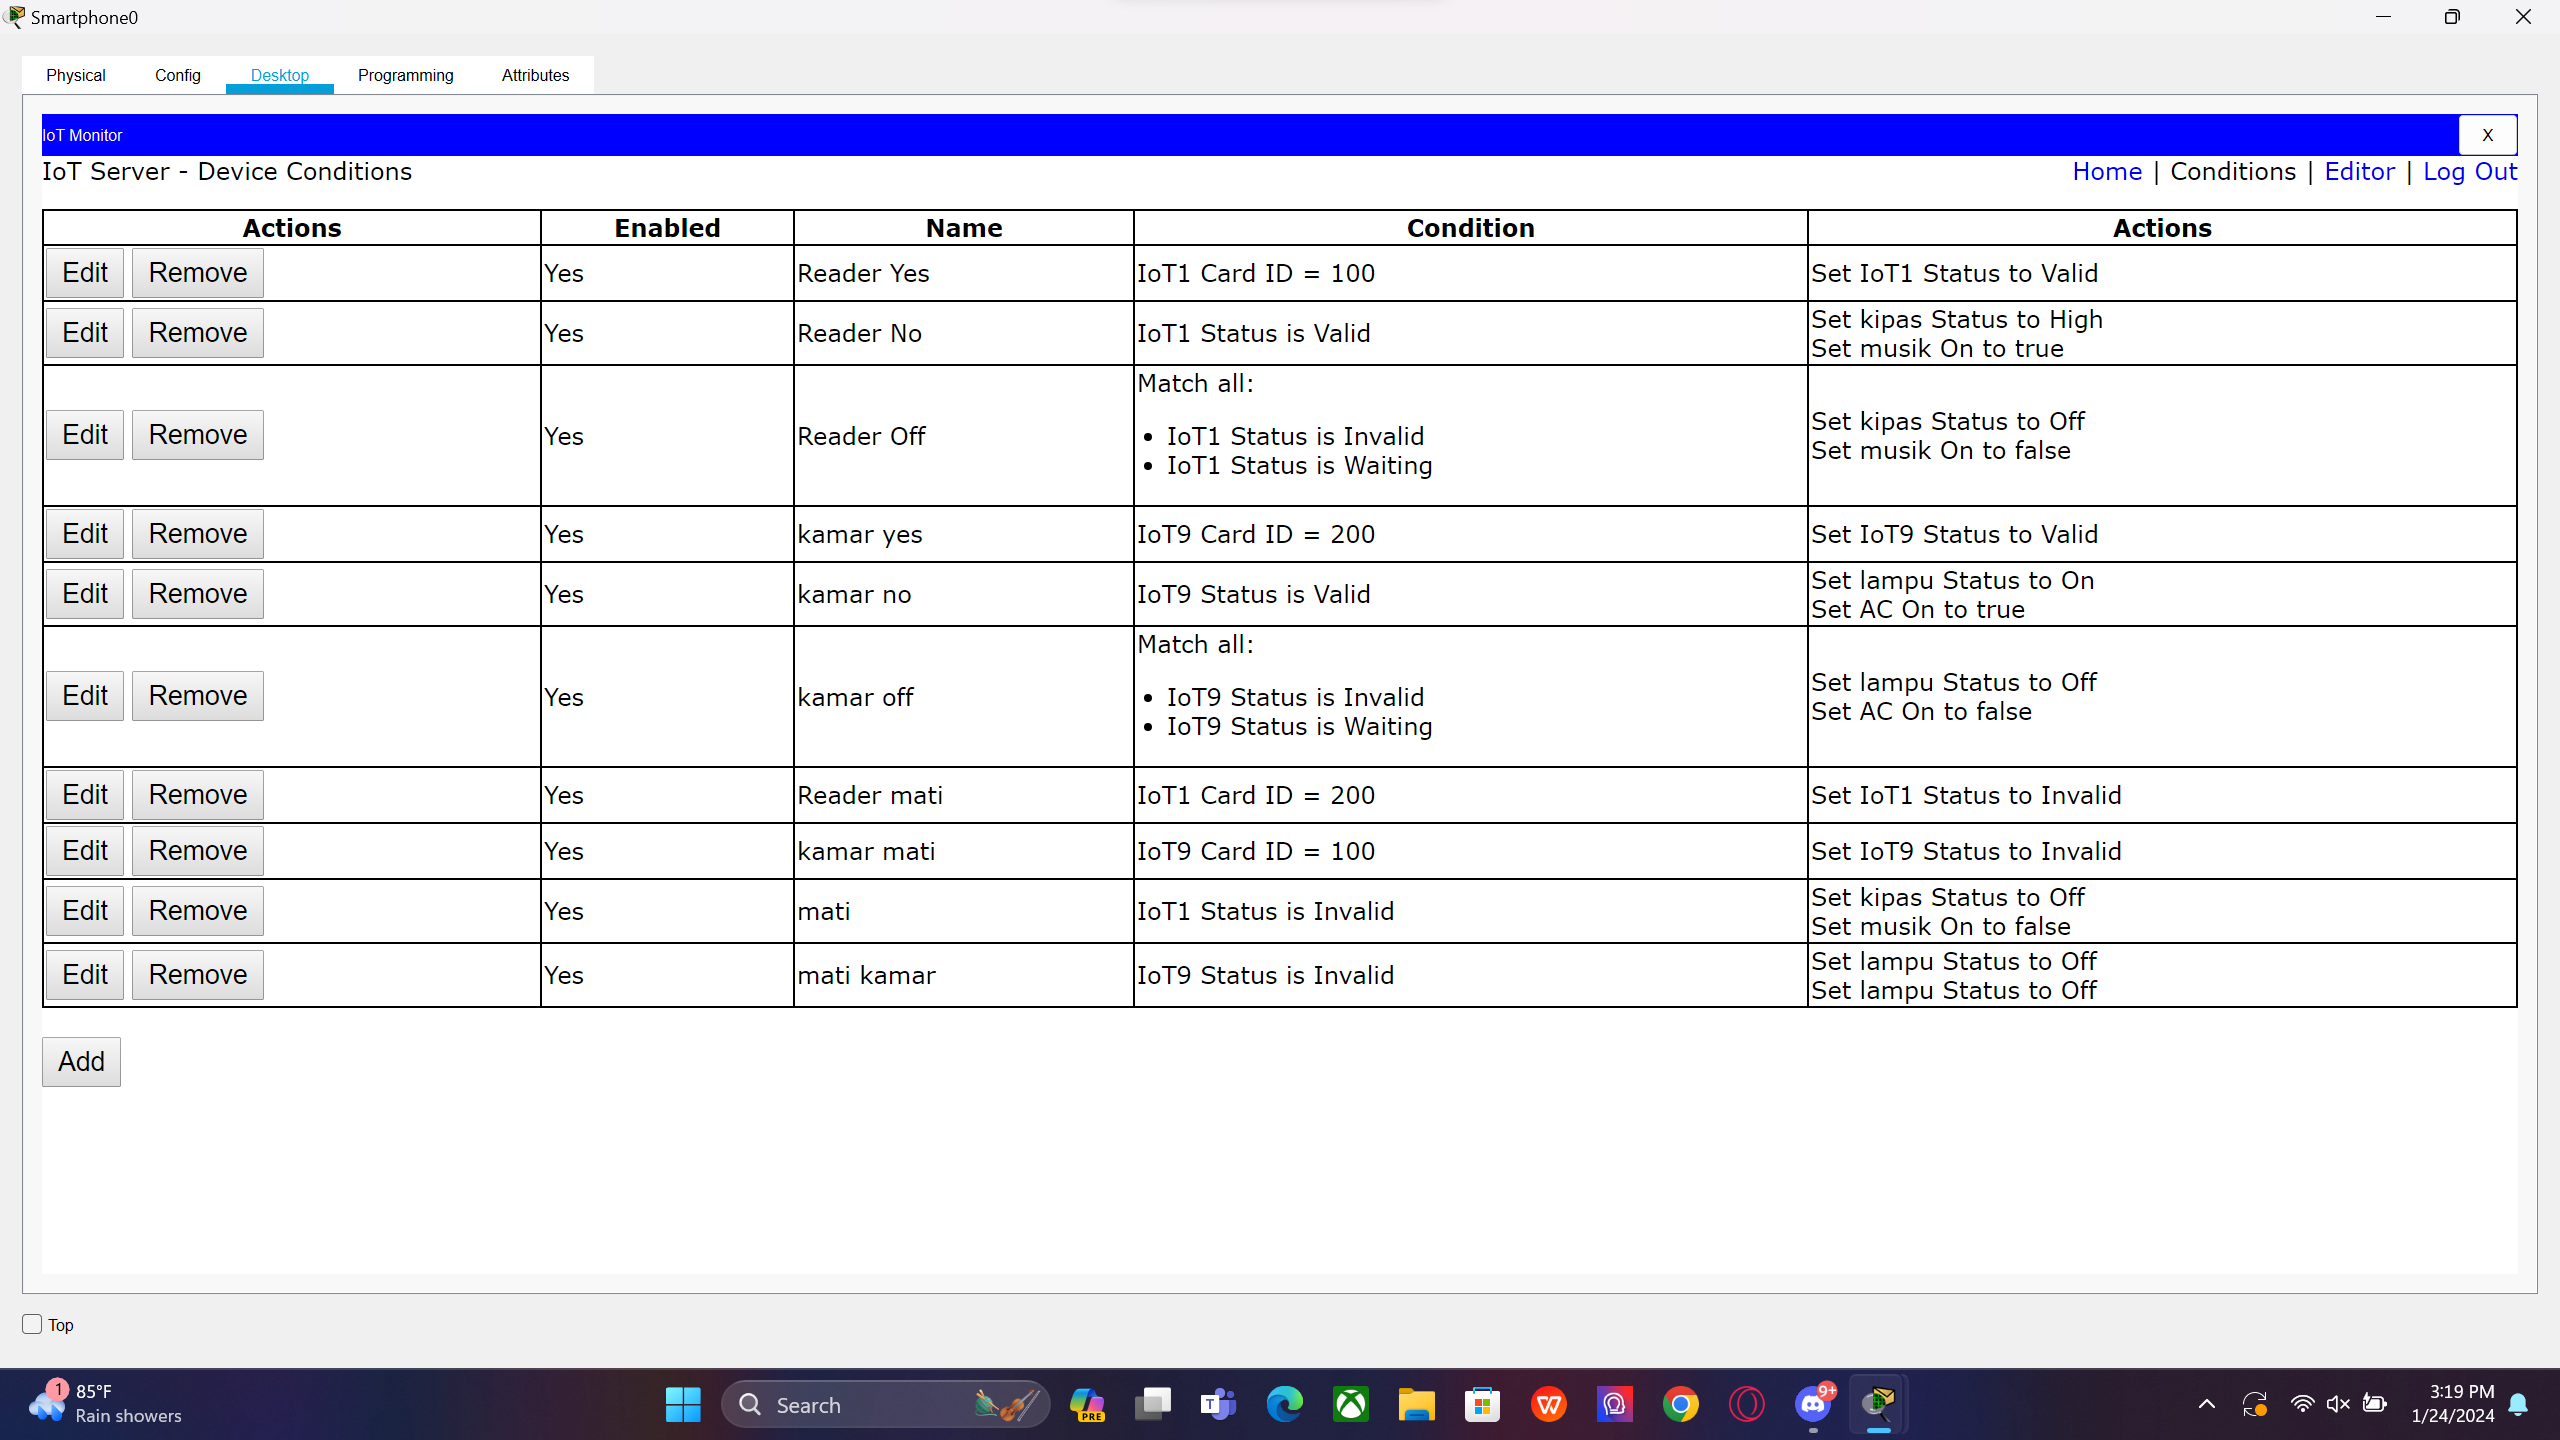 Smartphone0
Physical Config Desktop Programming Attributes
IoT Monitor X
IoT Server - Device Conditions Home | Conditions | Editor | Log Out
Actions Enabled Name Condition Actions
Edit Remove Yes Reader Yes IoT1 Card ID = 100 Set IoT1 Status to Valid
Edit Remove Yes Reader No IoT1 Status is Valid Set kipas Status to High
Set musik On to true
Edit Remove Yes Reader Off Match all:
• IoT1 Status is Invalid
• IoT1 Status is Waiting
Set kipas Status to Off
Set musik On to false
Edit Remove Yes kamar yes IoT9 Card ID = 200 Set IoT9 Status to Valid
Edit Remove Yes kamar no IoT9 Status is Valid Set lampu Status to On
Set AC On to true
Edit Remove Yes kamar off Match all:
• IoT9 Status is Invalid
• IoT9 Status is Waiting
Set lampu Status to Off
Set AC On to false
Edit Remove Yes Reader mati IoT1 Card ID = 200 Set IoT1 Status to Invalid
Edit Remove Yes kamar mati IoT9 Card ID = 100 Set IoT9 Status to Invalid
Edit Remove Yes mati IoT1 Status is Invalid Set kipas Status to Off
Set musik On to false
Edit Remove Yes mati kamar IoT9 Status is Invalid Set lampu Status to Off
Set lampu Status to Off
Add
Top
1 85°F
Rain showers
Search
PRE
T
W
9+
3:19 PM
1/24/2024